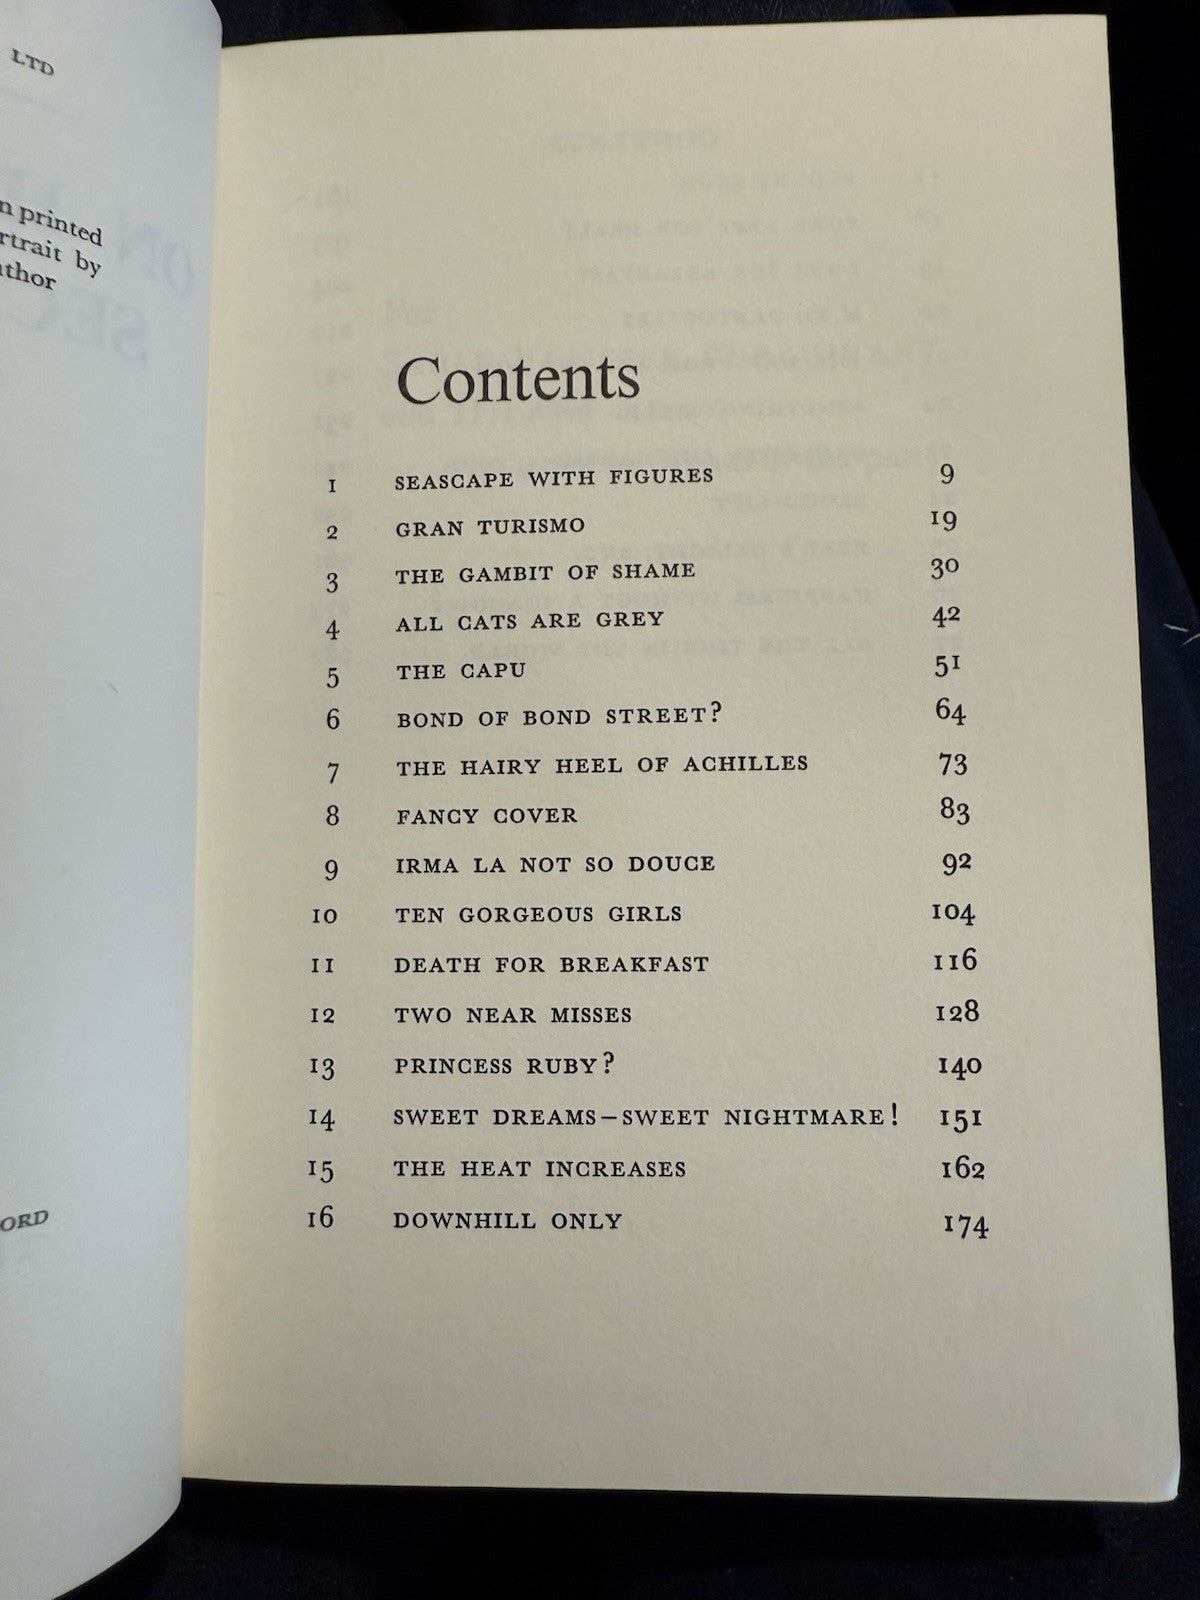 LTD
n printed
rtrait by
uthor
ORD
Contents
1 SEASCAPE WITH FIGURES 9
2 GRAN TURISMO 19
3 THE GAMBIT OF SHAME 30
4 ALL CATS ARE GREY 42
5 THE CAPU 51
6 BOND OF BOND STREET? 64
7 THE HAIRY HEEL OF ACHILLES 73
8 FANCY COVER 83
9 IRMA LA NOT SO DOUCE 92
10 TEN GORGEOUS GIRLS 104
11 DEATH FOR BREAKFAST 116
12 TWO NEAR MISSES 128
13 PRINCESS RUBY? 140
14 SWEET DREAMS–SWEET NIGHTMARE! 151
15 THE HEAT INCREASES 162
16 DOWNHILL ONLY 174